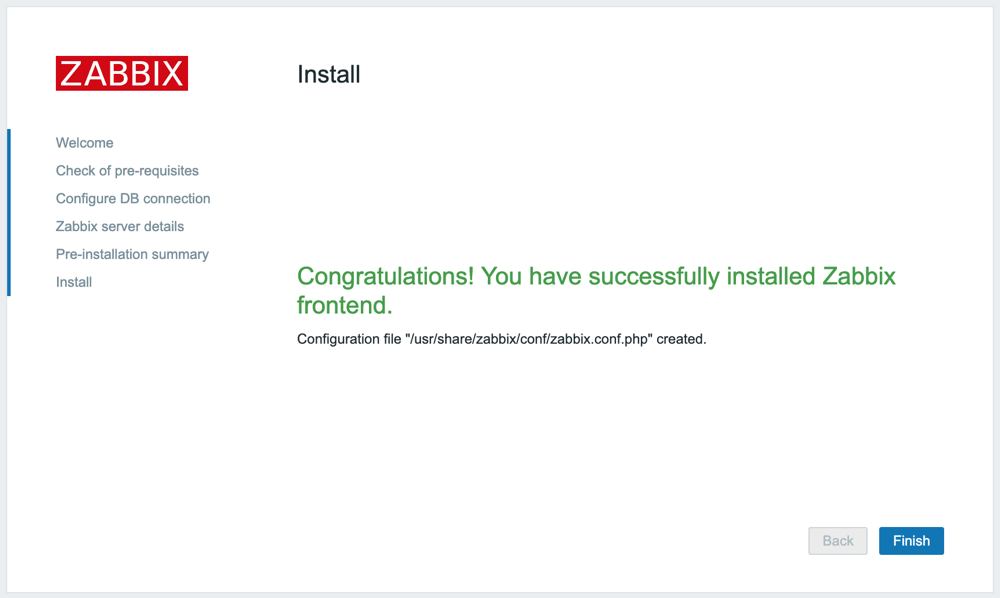 ZABBIX
Install
Welcome
Check of pre-requisites
Configure DB connection
Zabbix server details
Pre-installation summary
Install
Congratulations! You have successfully installed Zabbix
frontend.
Configuration file "/usr/share/zabbix/conf/zabbix.conf.php" created.
Back
Finish